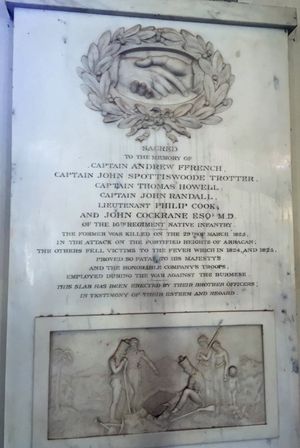 SACRED
TO THE MEMORY OF
CAPTAIN ANDREW FFRENCH,
CAPTAIN JOHN SPOTTISWOODE TROTTER,
CAPTAIN THOMAS HOWELL,
CAPTAIN JOHN RANDALL,
LIEUTENANT PHILIP COOK,
AND JOHN COCKRANE ESQR M.D.
OF THE 16TH REGIMENT NATIVE INFANTRY.
THE FORMER WAS KILLED ON THE 29TH OF MARCH 1825,
IN THE ATTACK ON THE FORTIFIED HEIGHTS OF ARRACAN;
THE OTHERS FELL VICTIMS TO THE FEVER WHICH IN 1824, AND 1825,
PROVED SO FATAL TO HIS MAJESTY'S
AND THE HONORABLE COMPANY'S TROOPS,
EMPLOYED DURING THE WAR AGAINST THE BURMESE
THIS SLAB HAS BEEN ERECTED BY THEIR BROTHER OFFICERS,
IN TESTIMONY OF THEIR ESTEEM AND REGARD.